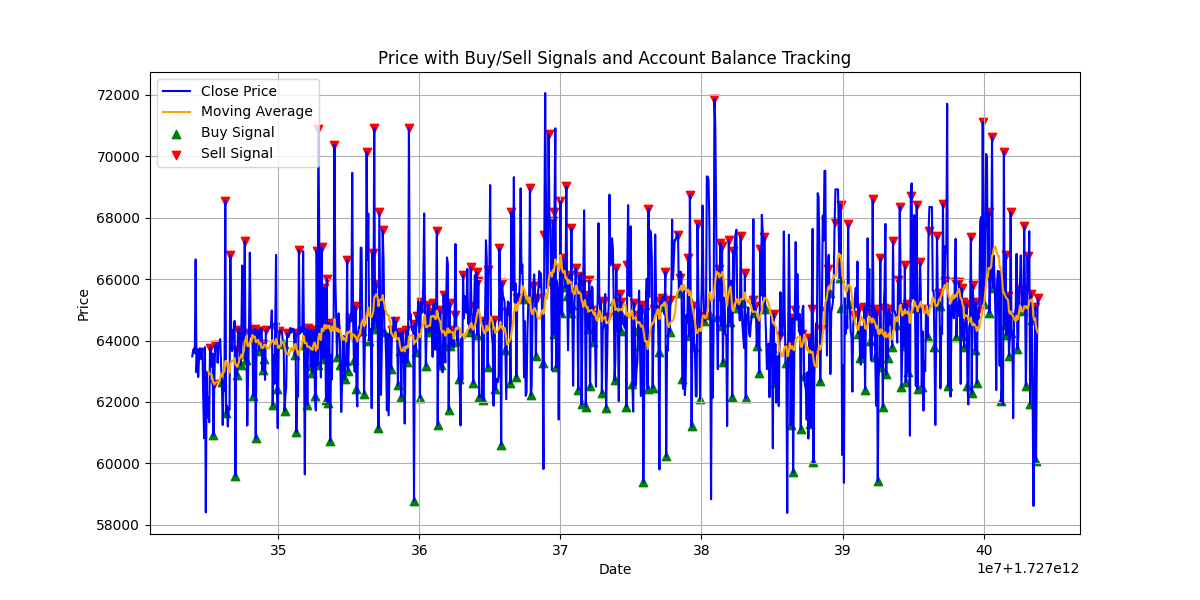 Price with Buy/Sell Signals and Account Balance Tracking
Close Price
Moving Average
Buy Signal
Sell Signal
72000
70000
68000
66000
64000
62000
60000
58000
Price
35
36
37
38
39
40
Date
1e7+1.727e12